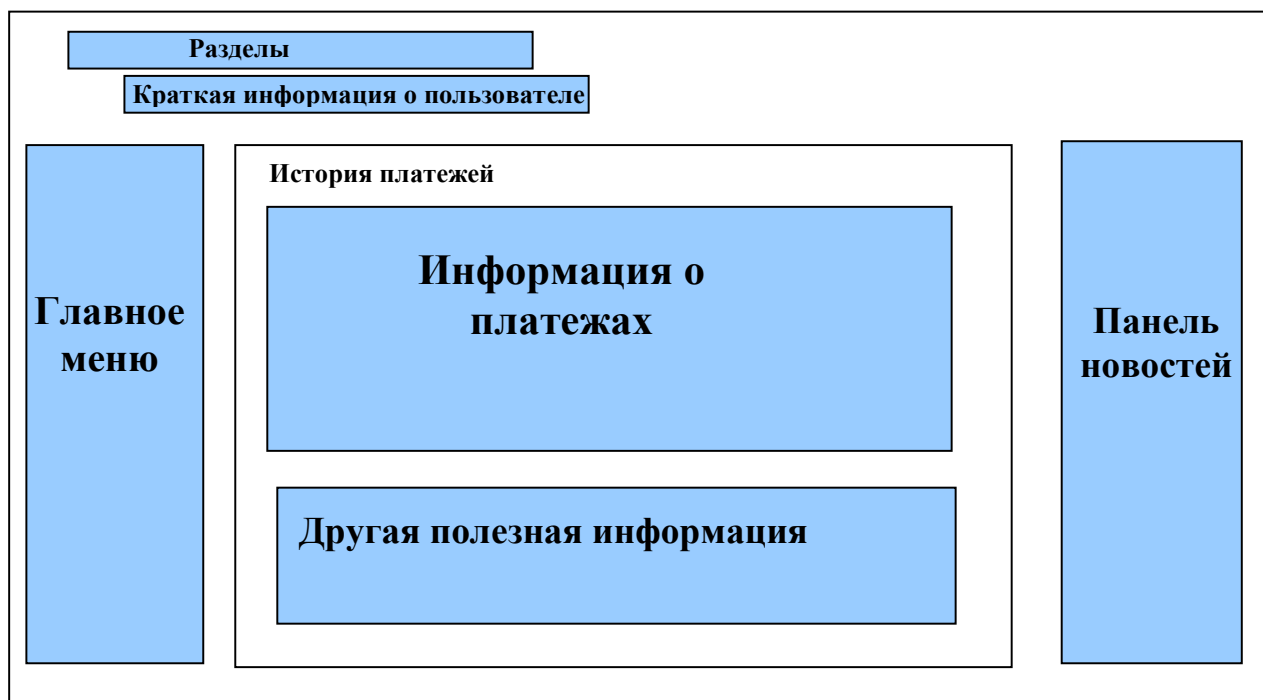 Разделы
Краткая информация о пользователе
История платежей
Главное
меню
Информация о
платежах
Другая полезная информация
Панель
новостей